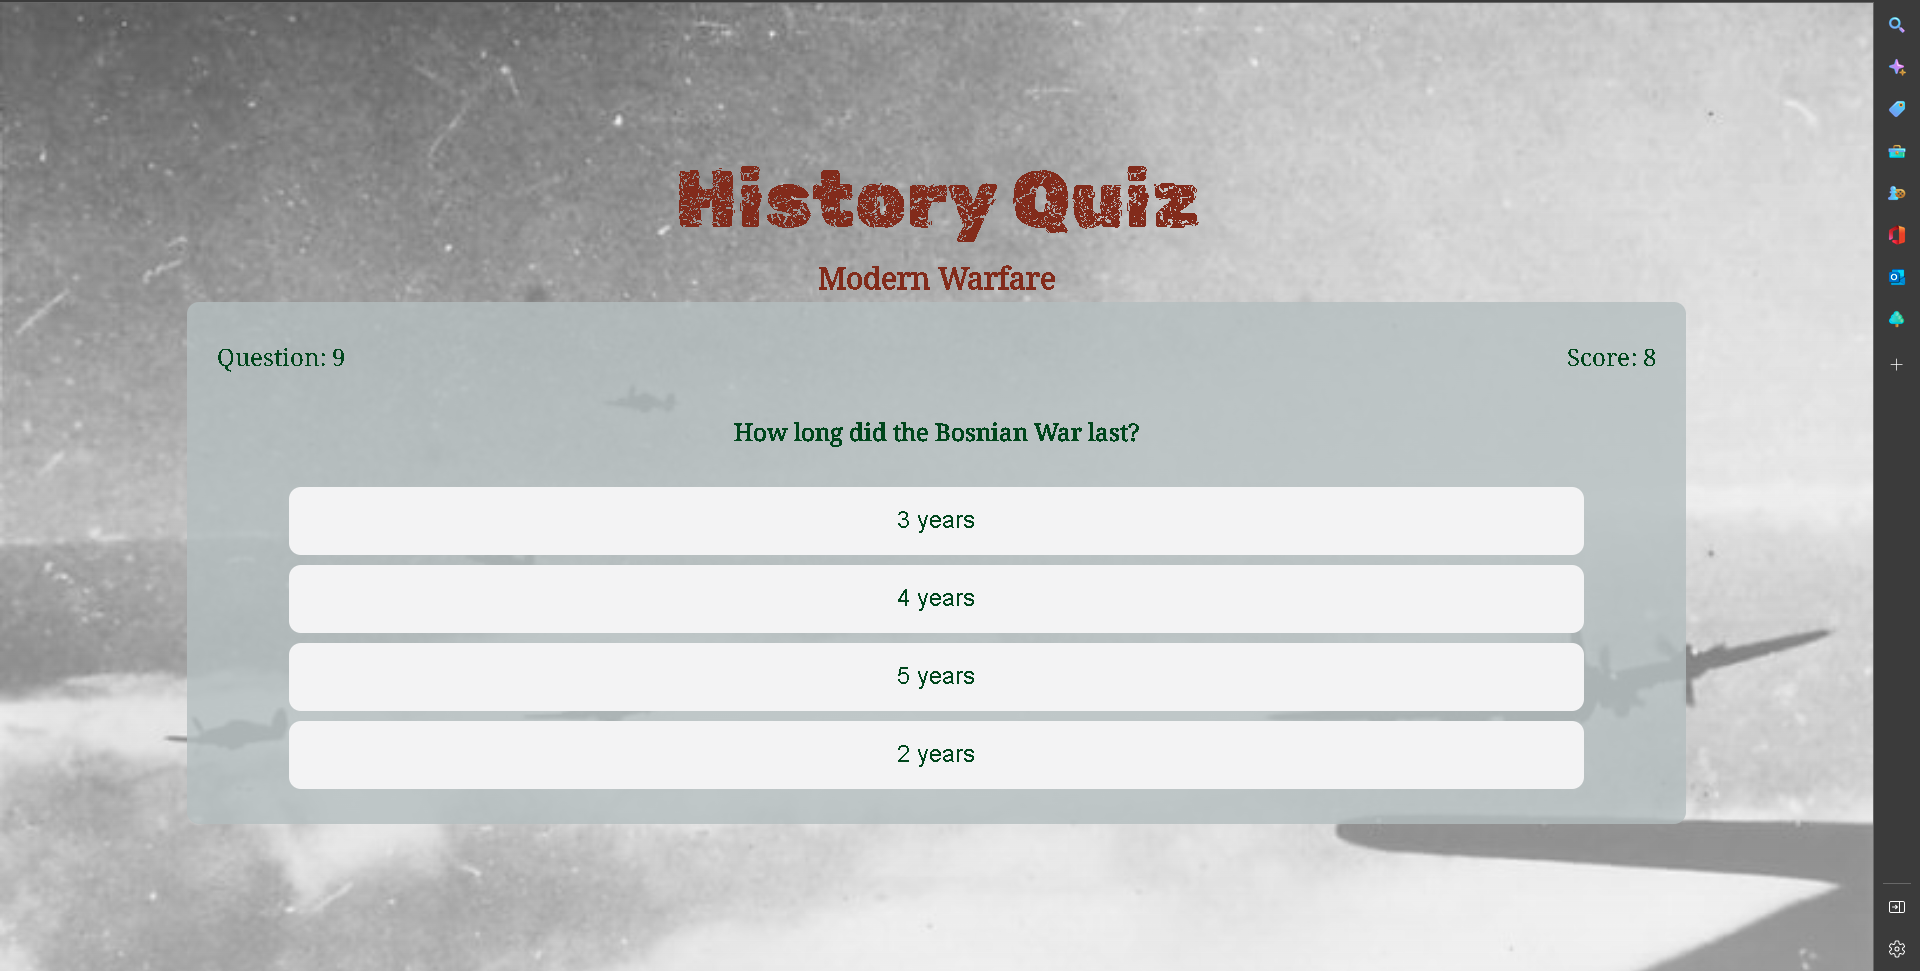 History Quiz
Modern Warfare
Question: 9
Score: 8
How long did the Bosnian War last?
3 years
4 years
5 years
2 years